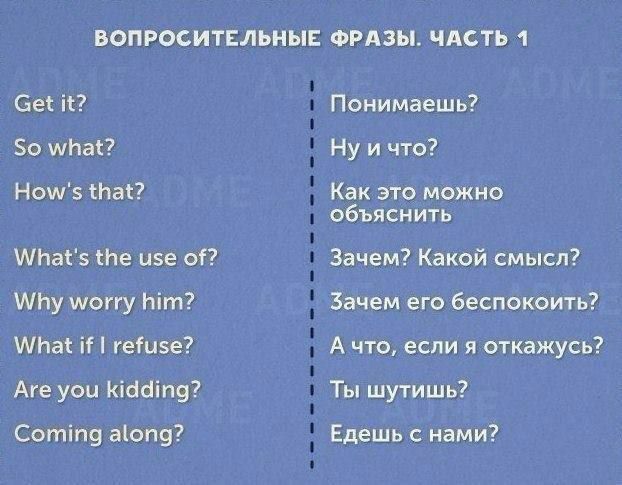 ВОПРОСИТЕЛЬНЫЕ ФРАЗЫ. ЧАСТЬ 1
Get it? Понимаешь?
So what? Ну и что?
How's that? Как это можно
объяснить
What's the use of? Зачем? Какой смысл?
Why worry him? Зачем его беспокоить?
What if I refuse? А что, если я откажусь?
Are you kidding? Ты шутишь?
Coming along? Едешь с нами?